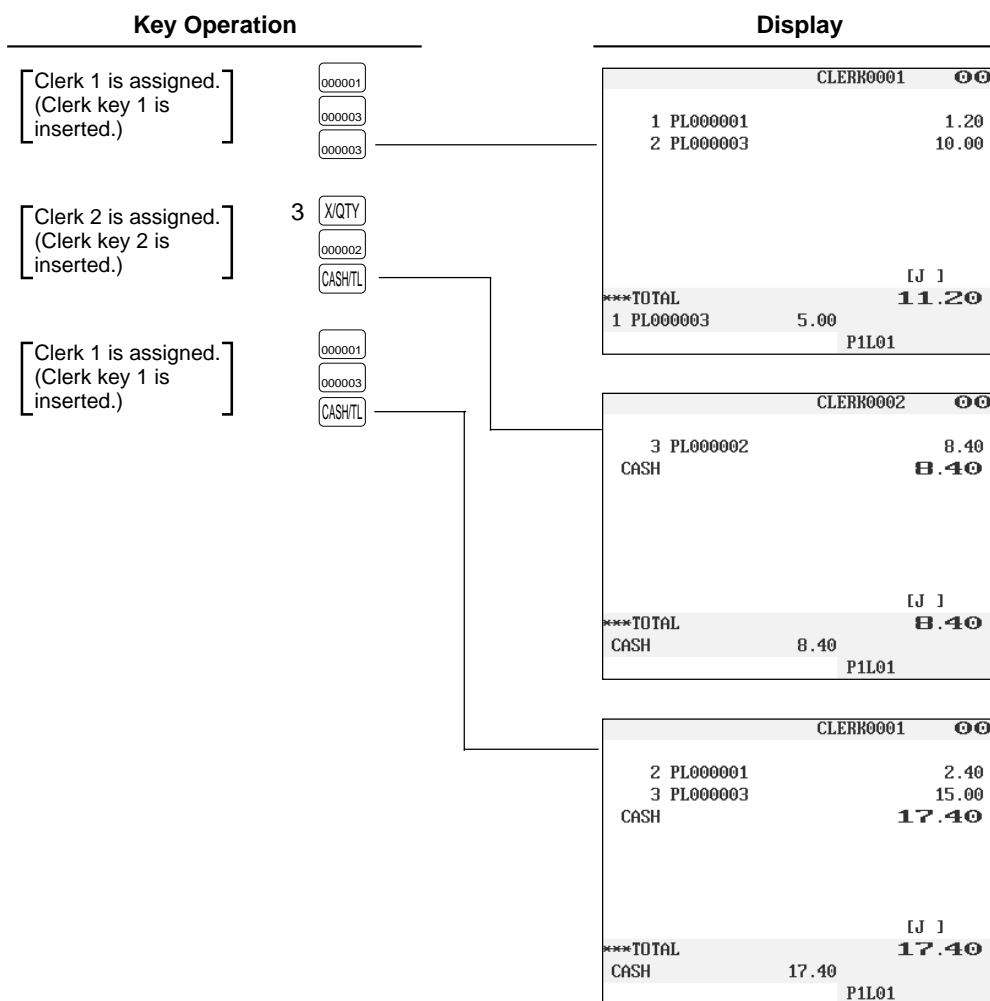 Key Operation
Display
Clerk 1 is assigned.
(Clerk key 1 is
inserted.)
000001
000003
000003
CLERK0001 00
1 PL000001 1.20
2 PL000003 10.00
[J ]
***TOTAL 11.20
1 PL000003 5.00
P1L01
Clerk 2 is assigned.
(Clerk key 2 is
inserted.)
3 X/QTY
000002
CASH/TL
CLERK0002 00
3 PL000002 8.40
CASH 8.40
[J ]
***TOTAL 8.40
CASH 8.40
P1L01
Clerk 1 is assigned.
(Clerk key 1 is
inserted.)
000001
000003
CASH/TL
CLERK0001 00
2 PL000001 2.40
3 PL000003 15.00
CASH 17.40
[J ]
***TOTAL 17.40
CASH 17.40
P1L01